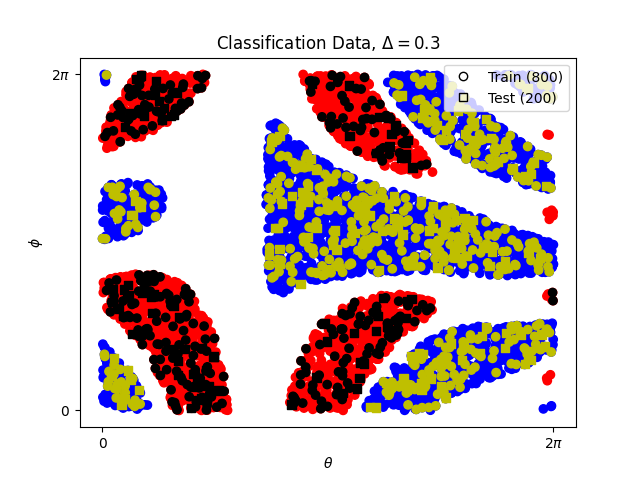 Classification Data, Δ = 0.3
Train (800)
Test (200)
2π
ϕ
0
0
2π
θ